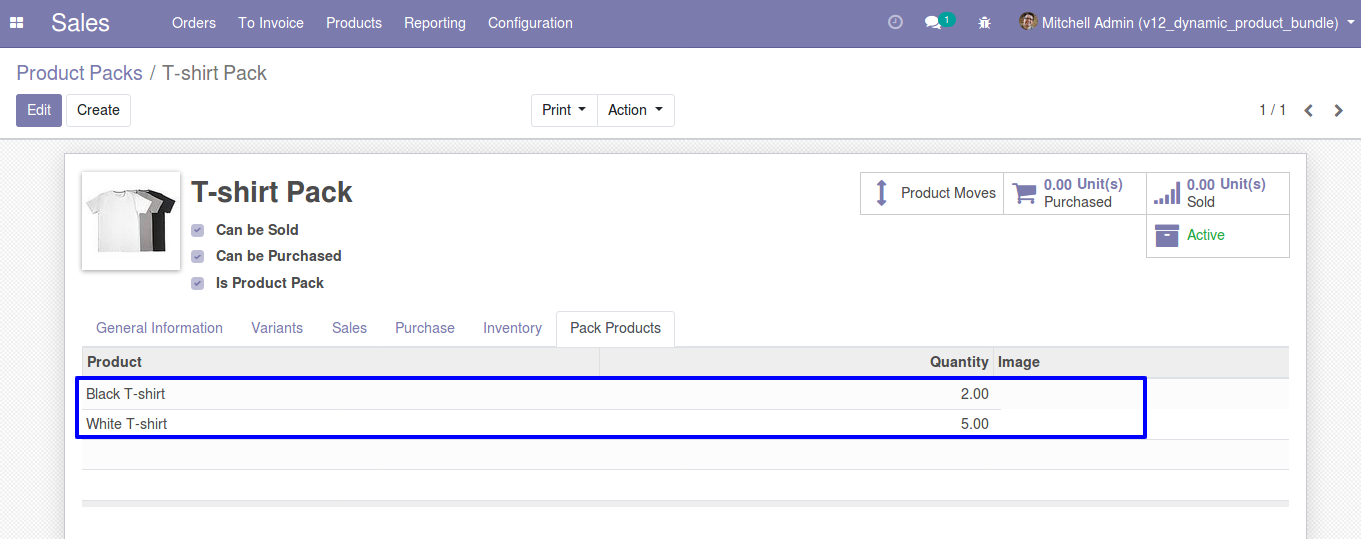 Sales Orders To Invoice Products Reporting Configuration 1 Mitchell Admin (v12_dynamic_product_bundle)
Product Packs / T-shirt Pack
Edit Create Print Action 1 / 1
T-shirt Pack
Can be Sold
Can be Purchased
Is Product Pack
Product Moves
0.00 Unit(s)
Purchased
0.00 Unit(s)
Sold
Active
General Information Variants Sales Purchase Inventory Pack Products
Product Quantity Image
Black T-shirt 2.00
White T-shirt 5.00